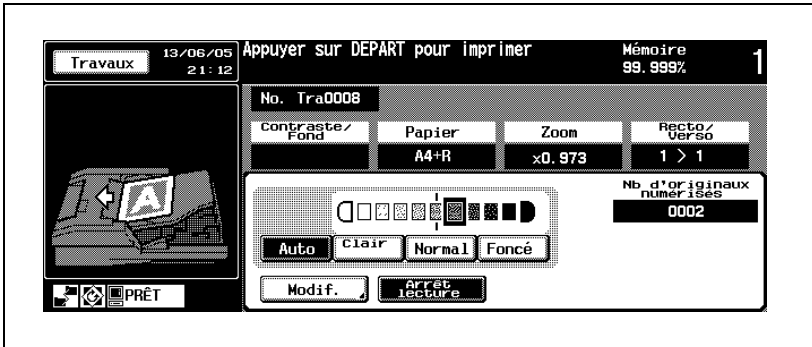 Travaux
13/06/05
21:12
Appuyer sur DEPART pour imprimer
Mémoire
99.999%
1
No. Tra0008
Contraste/
Fond
Papier
Zoom
Recto/
Verso
A4+R
x0.973
1 > 1
A
Nb d'originaux
numérisés
0002
Auto
Clair
Normal
Foncé
Modif.
Arrêt
lecture
PRÊT